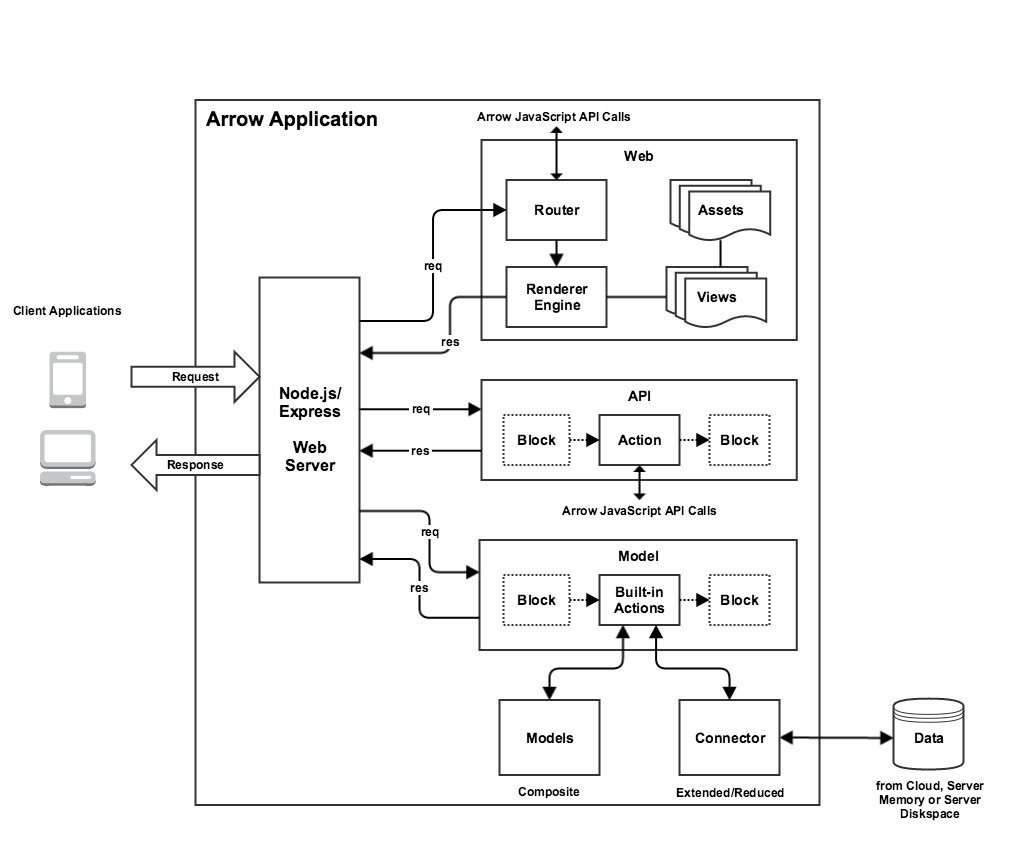 Arrow Application
Arrow JavaScript API Calls
Web
Router
Assets
req
Renderer
Engine
Views
res
Client Applications
Request
Response
Node.js/
Express
Web
Server
req
res
API
Block
Action
Block
Arrow JavaScript API Calls
req
res
Model
Block
Built-in
Actions
Block
Models
Composite
Connector
Extended/Reduced
Data
from Cloud, Server
Memory or Server
Diskspace